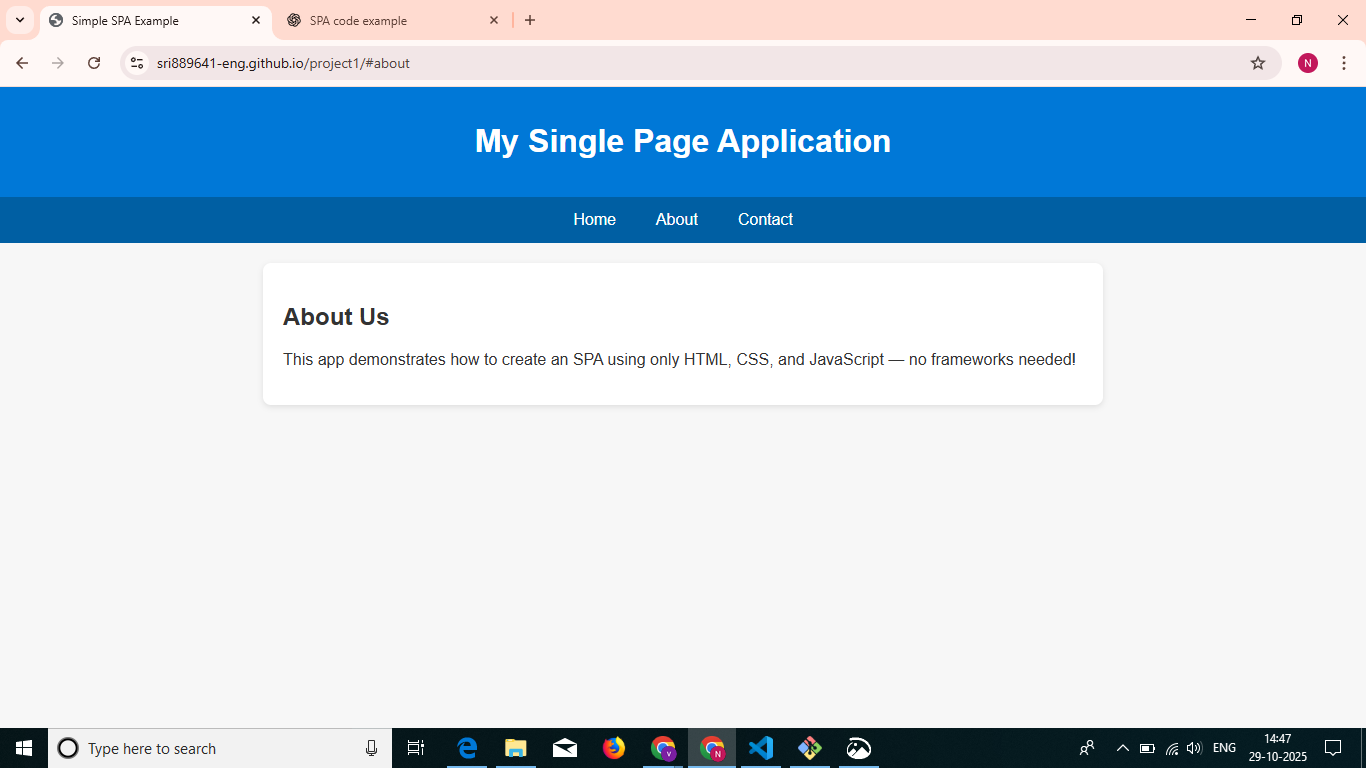 Simple SPA Example
SPA code example
sri889641-eng.github.io/project1/#about
N
My Single Page Application
Home About Contact
About Us
This app demonstrates how to create an SPA using only HTML, CSS, and JavaScript — no frameworks needed!
Type here to search
V
N
ENG
14:47
29-10-2025